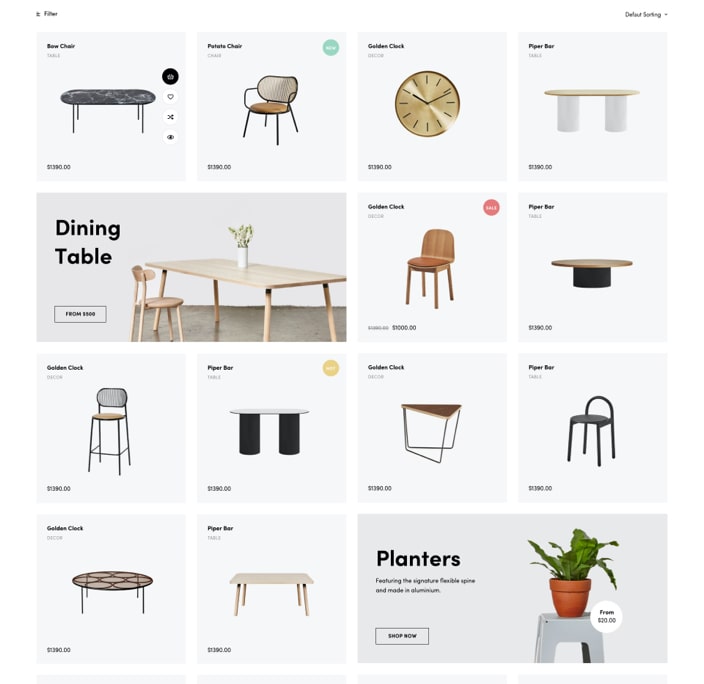 Filter
Defaut Sorting
Bow Chair
TABLE
$1390.00
Potato Chair
CHAIR
NEW
$1390.00
Golden Clock
DECOR
$1390.00
Piper Bar
TABLE
$1390.00
Dining
Table
FROM $500
Golden Clock
DECOR
SALE
$1390.00 $1000.00
Piper Bar
TABLE
$1390.00
Golden Clock
DECOR
$1390.00
Piper Bar
TABLE
HOT
$1390.00
Golden Clock
DECOR
$1390.00
Piper Bar
TABLE
$1390.00
Golden Clock
DECOR
$1390.00
Piper Bar
TABLE
$1390.00
Planters
Featuring the signature flexible spine
and made in aluminium.
From
$20.00
SHOP NOW